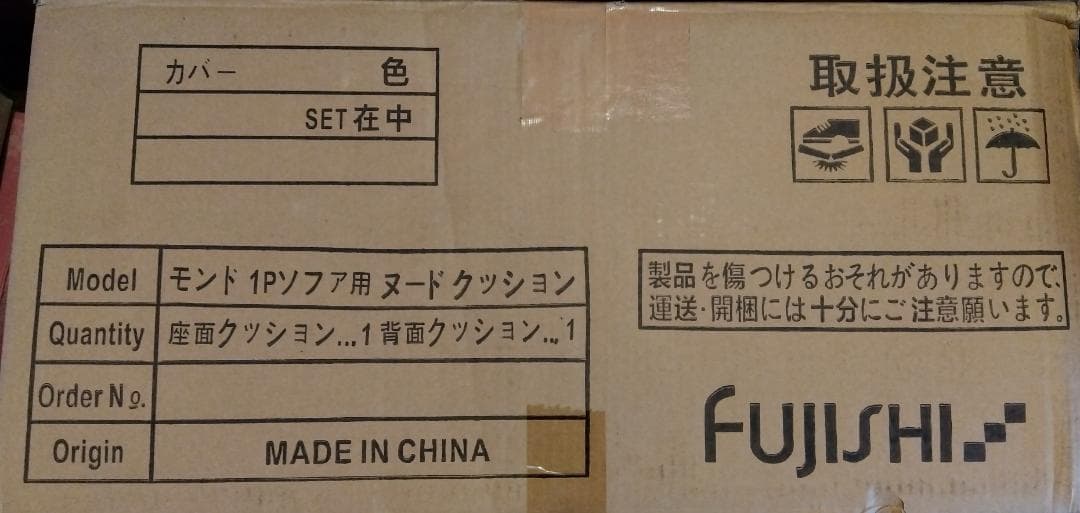 カバー 色
SET在中
取扱注意
Model モンド 1Pソファ用 ヌードクッション
Quantity 座面クッション...1 背面クッション...1
Order No.
Origin MADE IN CHINA
製品を傷つけるおそれがありますので、
運送・開梱には十分にご注意願います。
FUJISHI